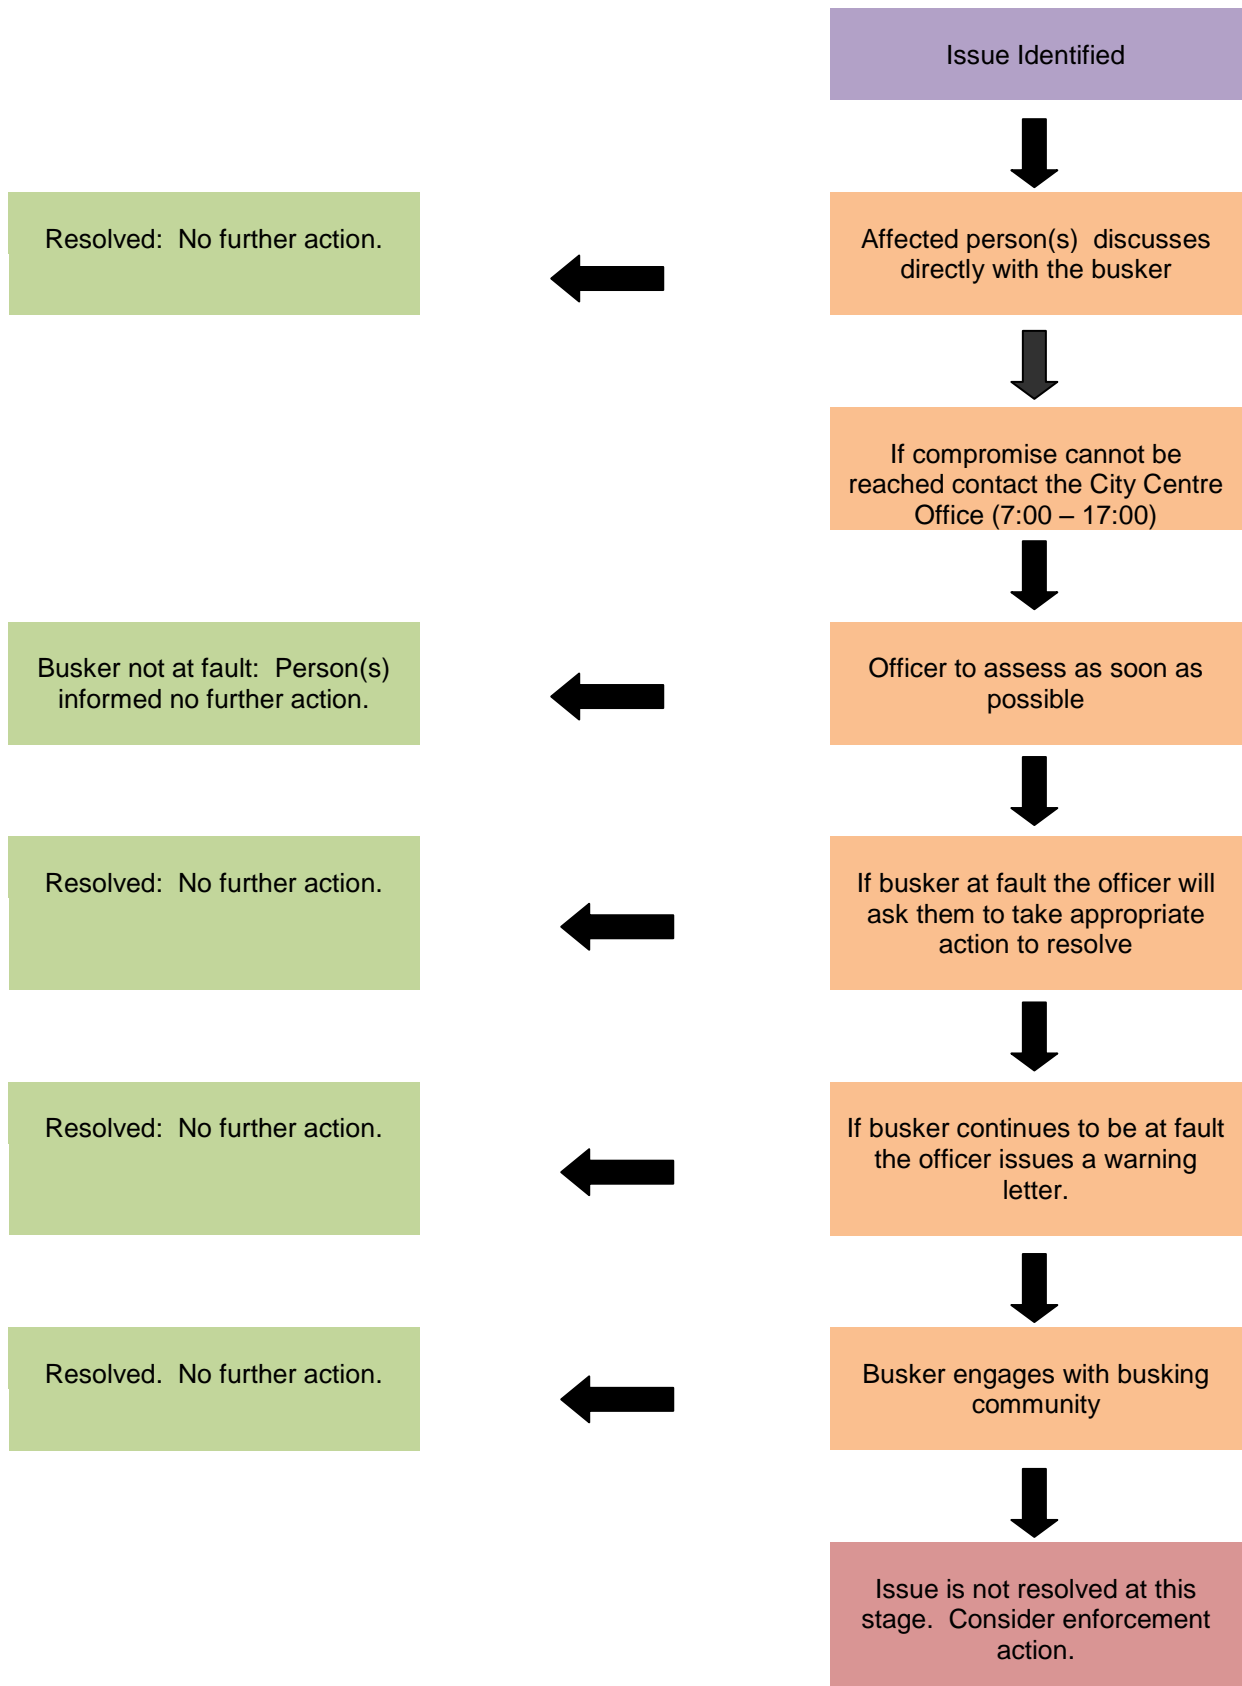 Issue Identified
Resolved:  No further action.
Affected person(s)  discusses
directly with the busker
If compromise cannot be
reached contact the City Centre
Office (7:00 – 17:00)
Busker not at fault:  Person(s)
informed no further action.
Officer to assess as soon as
possible
Resolved:  No further action.
If busker at fault the officer will
ask them to take appropriate
action to resolve
Resolved:  No further action.
If busker continues to be at fault
the officer issues a warning
letter.
Resolved.  No further action.
Busker engages with busking
community
Issue is not resolved at this
stage.  Consider enforcement
action.